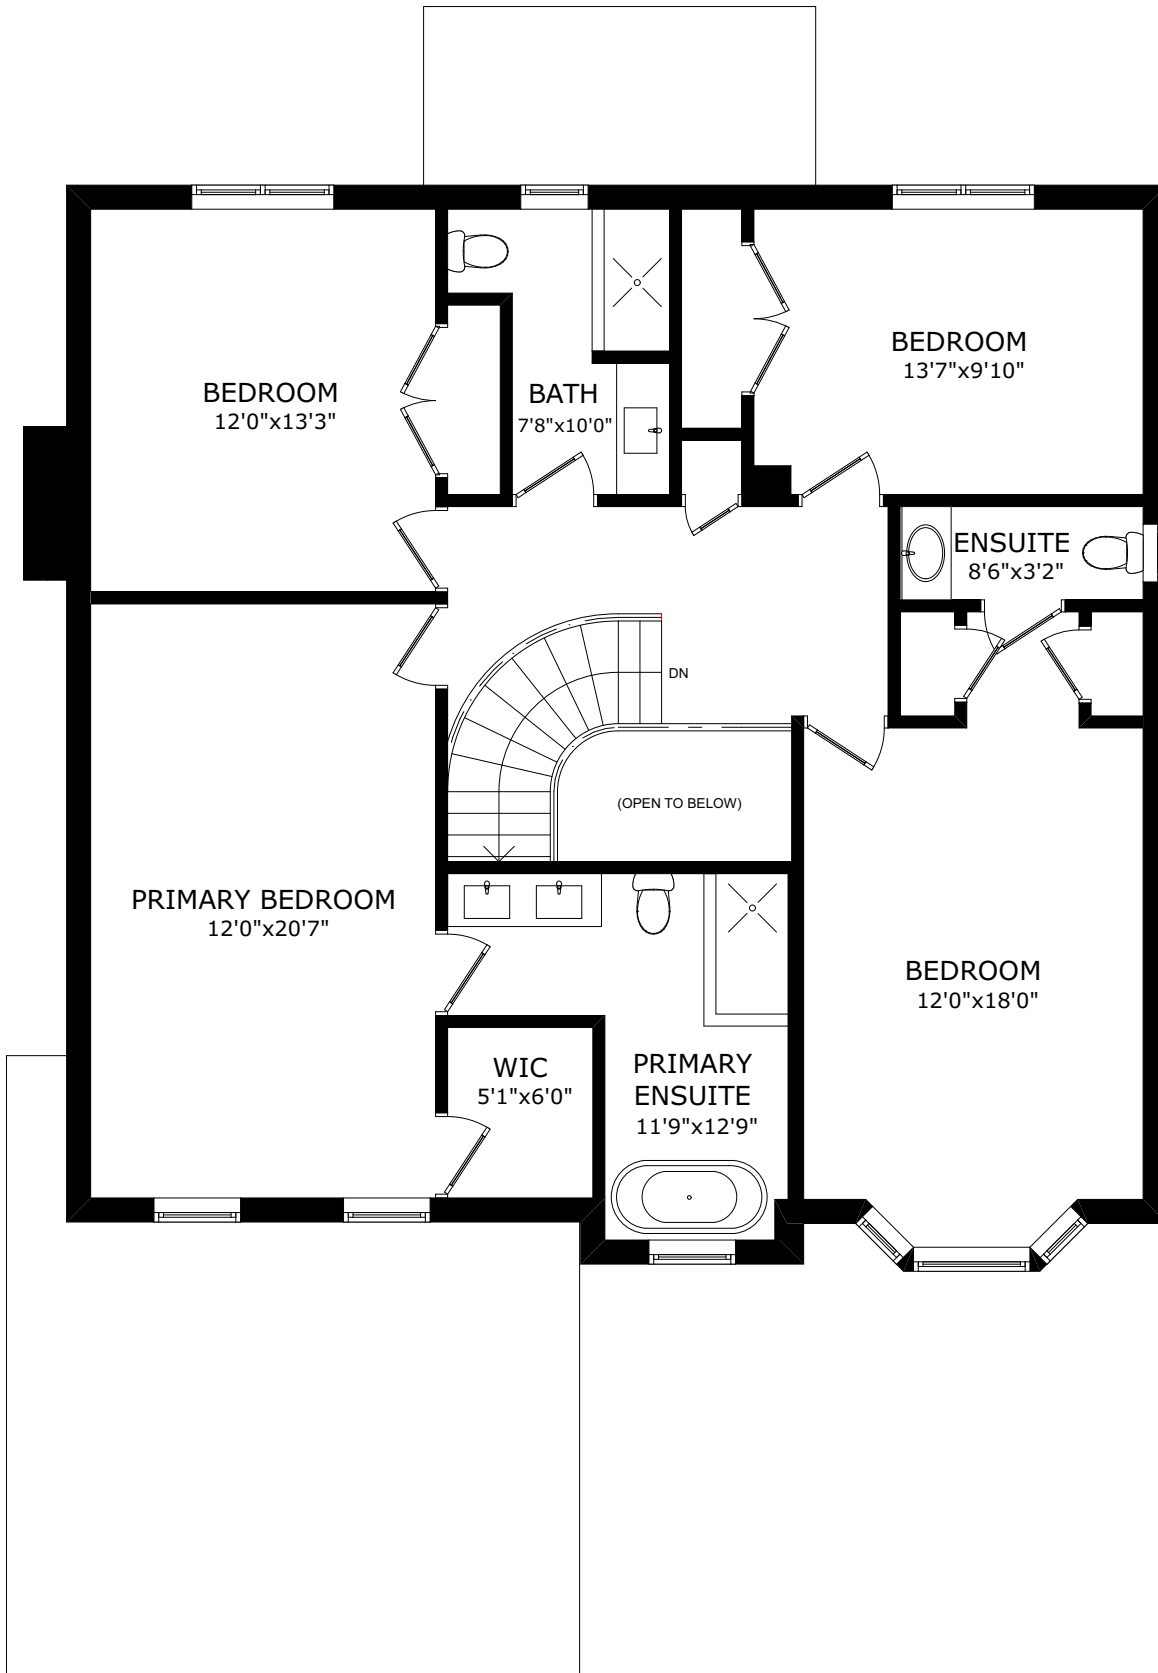 BEDROOM
12'0"x13'3"
BATH
7'8"x10'0"
BEDROOM
13'7"x9'10"
ENSUITE
8'6"x3'2"
DN
(OPEN TO BELOW)
PRIMARY BEDROOM
12'0"x20'7"
WIC
5'1"x6'0"
PRIMARY
ENSUITE
11'9"x12'9"
BEDROOM
12'0"x18'0"